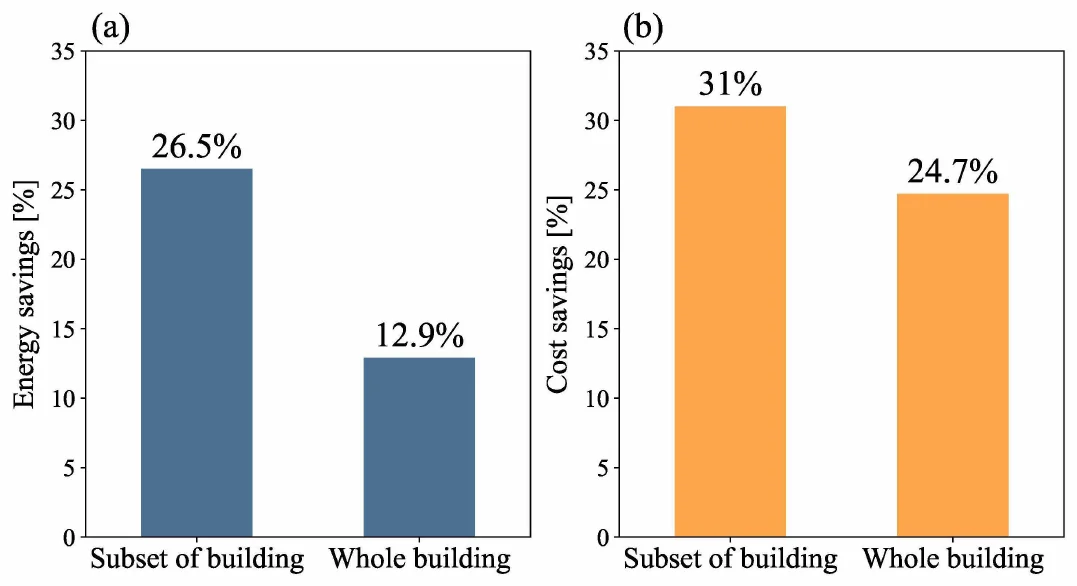 (a)
35
30
25
20
15
10
5
0
Energy savings [%]
26.5%
12.9%
Subset of building
Whole building
(b)
35
30
25
20
15
10
5
0
Cost savings [%]
31%
24.7%
Subset of building
Whole building